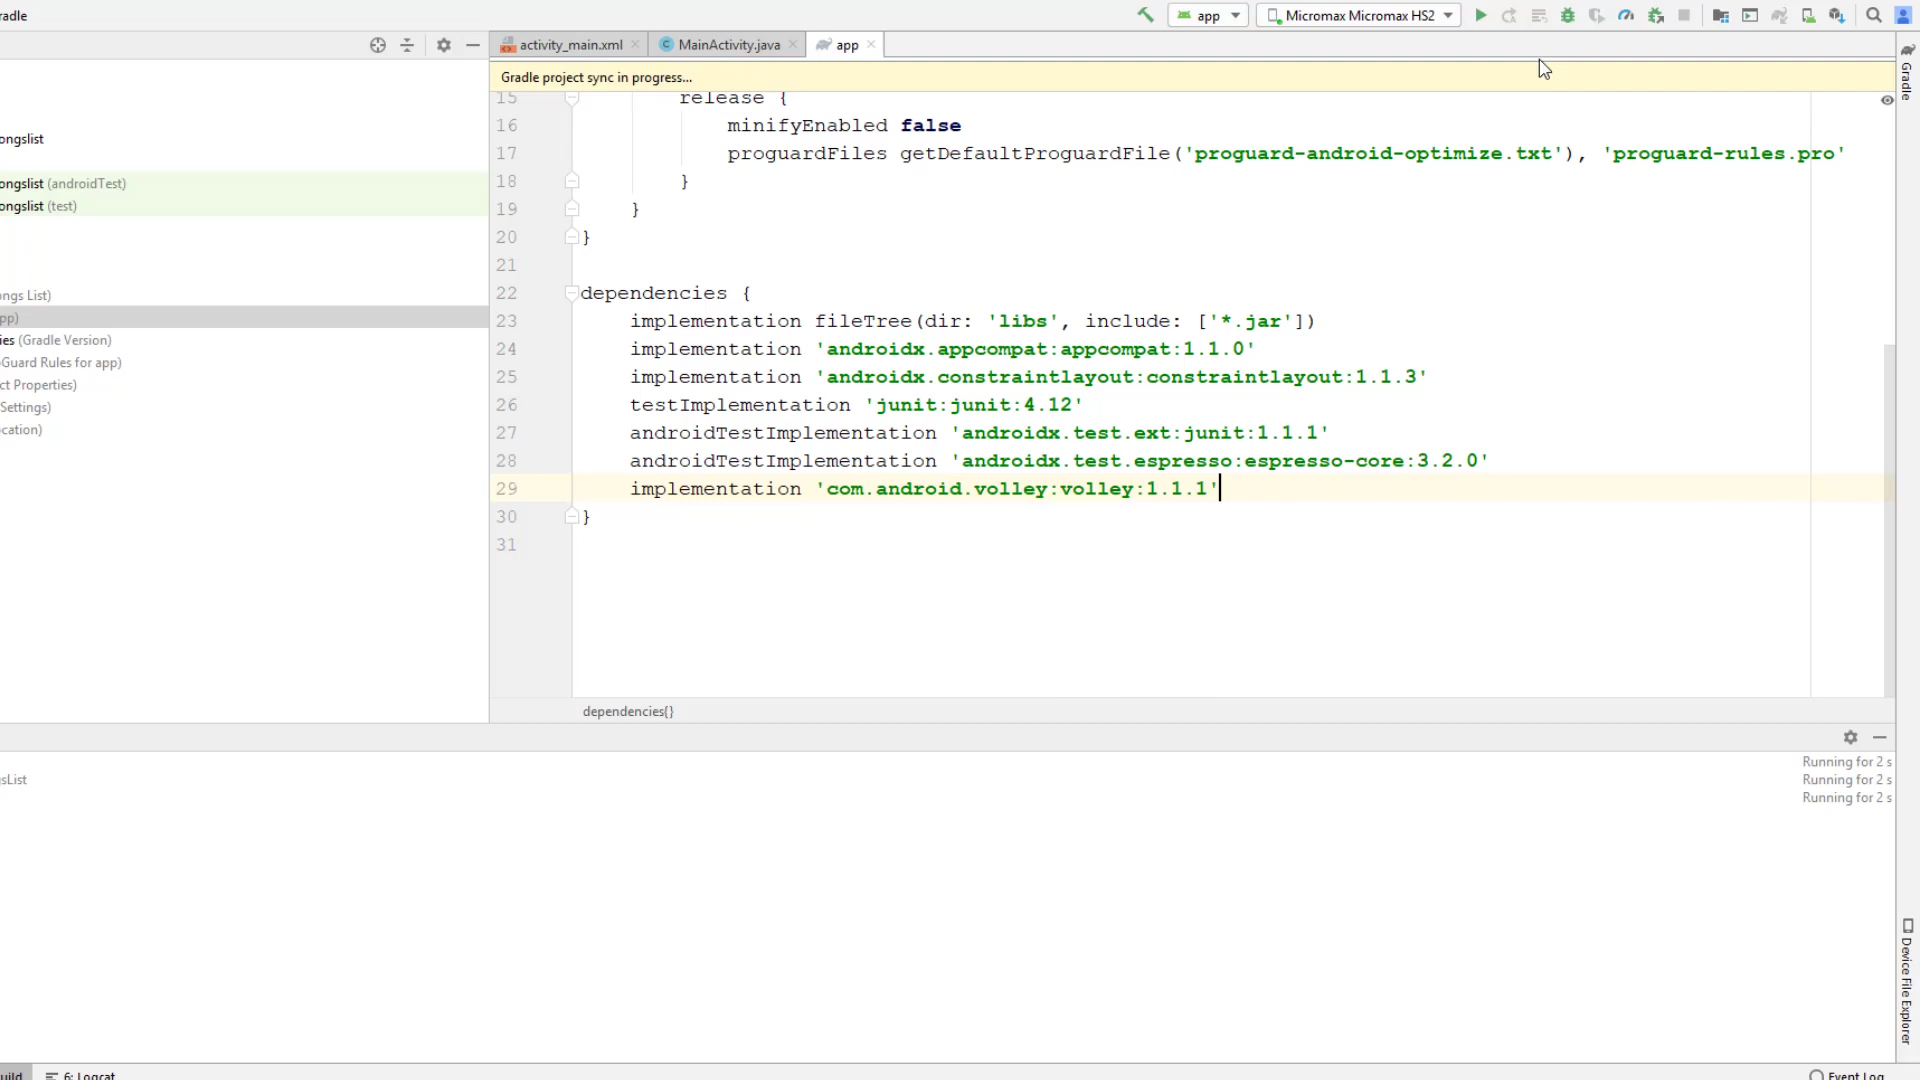 radle
app
Micromax Micromax HS2
activity_main.xml
MainActivity.java
app
Gradle project sync in progress...
Gradle
ongslist
ongslist (androidTest)
ongslist (test)
ngs List)
pp)
ies (Gradle Version)
Guard Rules for app)
ct Properties)
Settings)
cation)
15 release {
16 minifyEnabled false
17 proguardFiles getDefaultProguardFile('proguard-android-optimize.txt'), 'proguard-rules.pro'
18 }
19 }
20 }
21
22 dependencies {
23 implementation fileTree(dir: 'libs', include: ['*.jar'])
24 implementation 'androidx.appcompat:appcompat:1.1.0'
25 implementation 'androidx.constraintlayout:constraintlayout:1.1.3'
26 testImplementation 'junit:junit:4.12'
27 androidTestImplementation 'androidx.test.ext:junit:1.1.1'
28 androidTestImplementation 'androidx.test.espresso:espresso-core:3.2.0'
29 implementation 'com.android.volley:volley:1.1.1'
30 }
31
dependencies{}
sList
Running for 2 s
Running for 2 s
Running for 2 s
Device File Explorer
uild
6: Logcat
Event Log